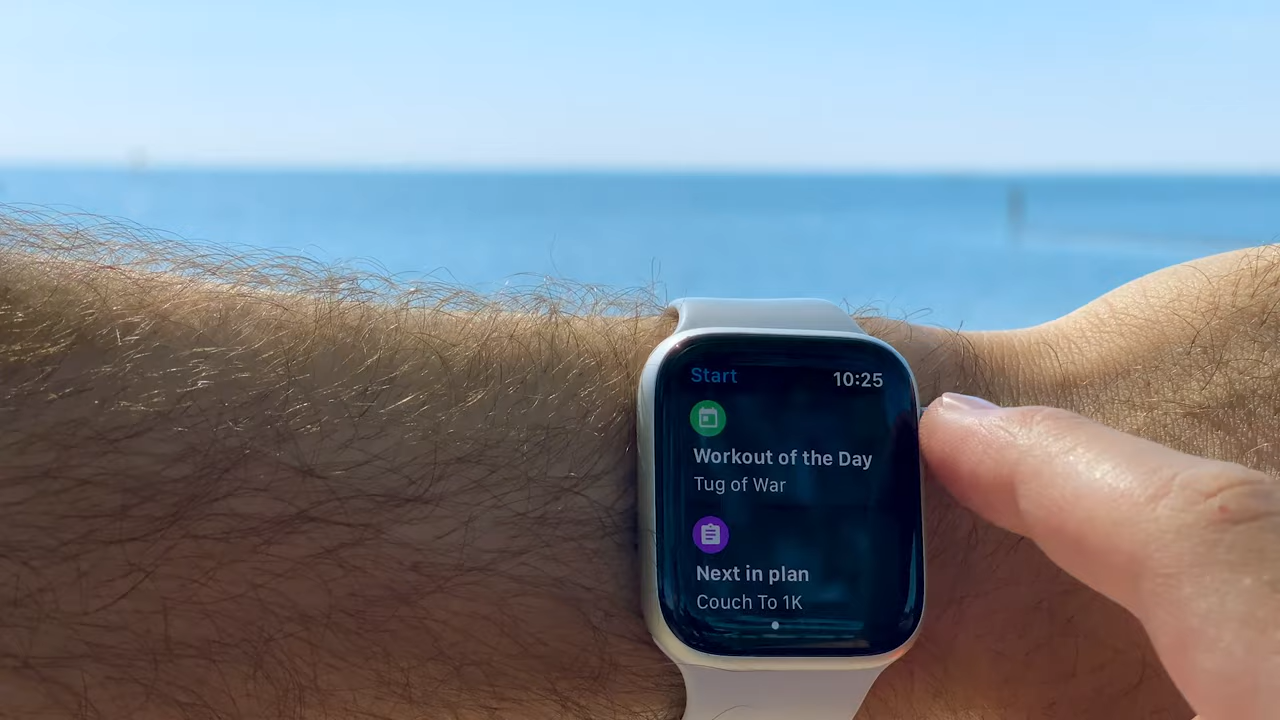 Start 10:25
Workout of the Day
Tug of War
Next in plan
Couch To 1K